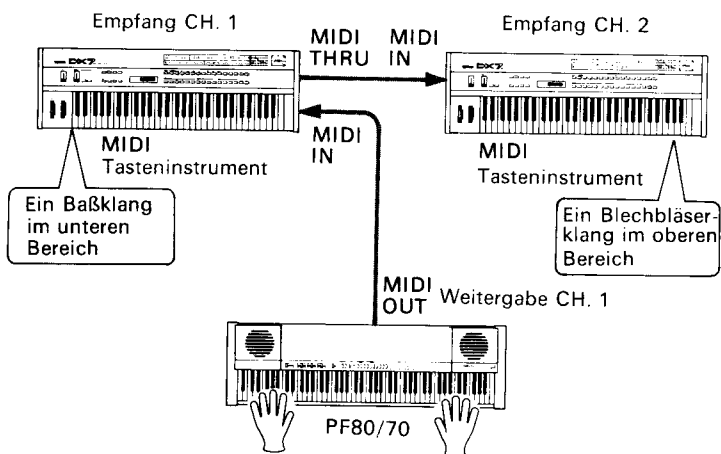 Empfang CH. 1
MIDI THRU
MIDI IN
Empfang CH. 2
DX7
DX7
MIDI IN
MIDI
Tasteninstrument
MIDI
Tasteninstrument
Ein Baßklang
im unteren
Bereich
Ein Blechbläser-
klang im oberen
Bereich
MIDI OUT
Weitergabe CH. 1
PF80/70